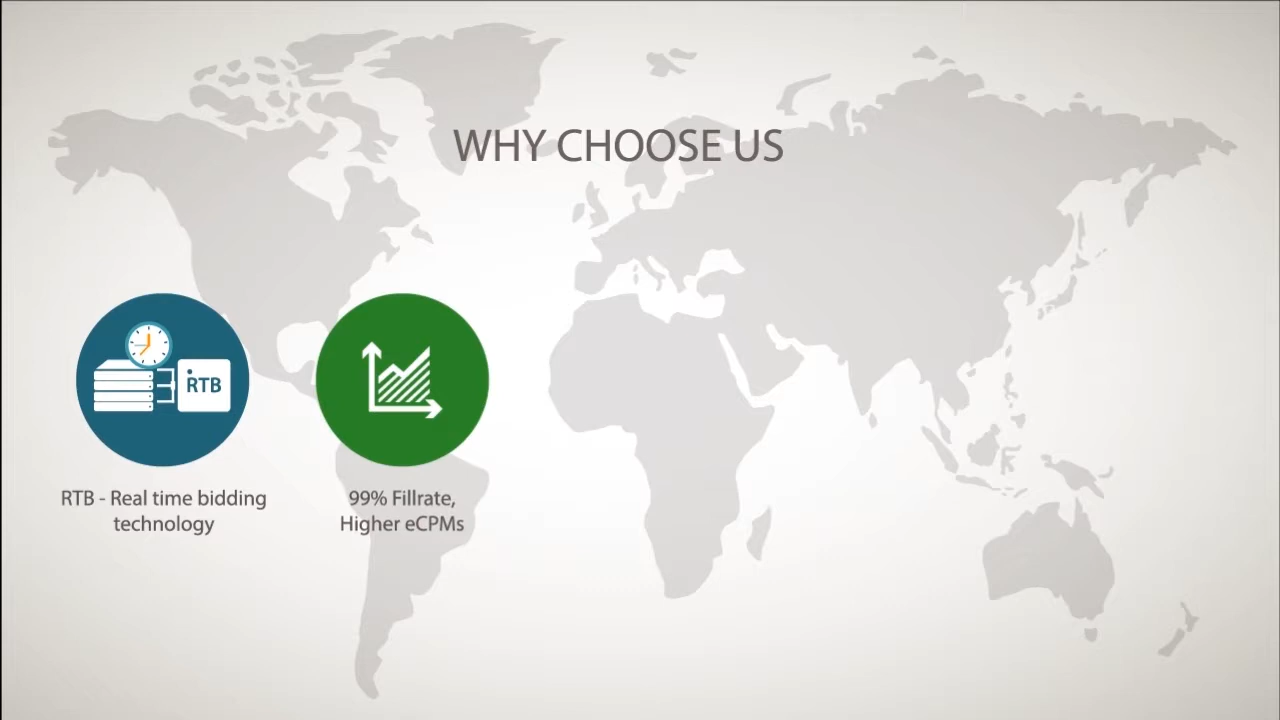 WHY CHOOSE US
RTB
RTB - Real time bidding
technology
99% Fillrate,
Higher eCPMs